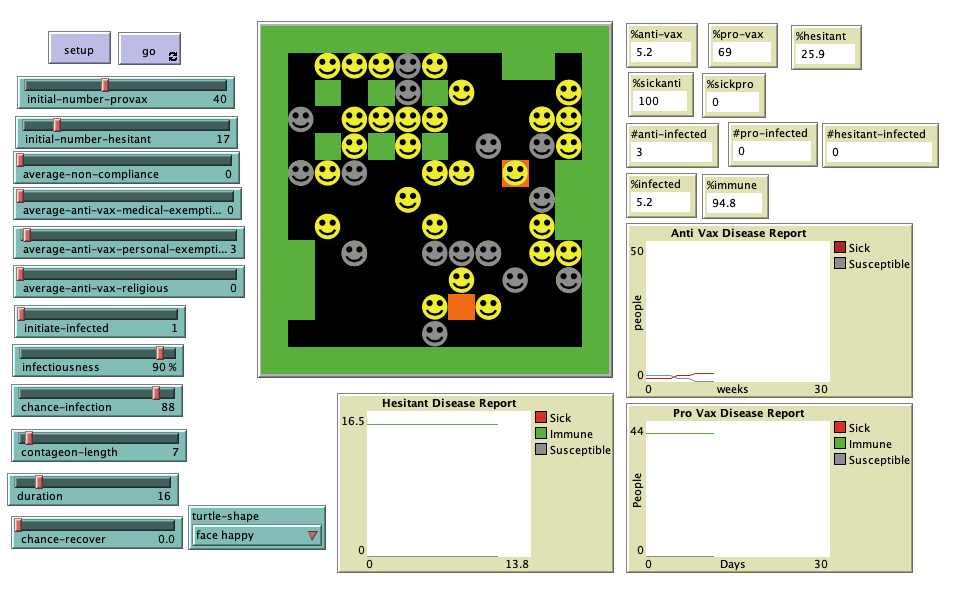 setup
go
initial-number-provax 40
initial-number-hesitant 17
average-non-compliance 0
average-anti-vax-medical-exempti... 0
average-anti-vax-personal-exempti... 3
average-anti-vax-religious 0
initiate-infected 1
infectiousness 90 %
chance-infection 88
contageon-length 7
duration 16
chance-recover 0.0
turtle-shape
face happy
%anti-vax
5.2
%pro-vax
69
%hesitant
25.9
%sickanti
100
%sickpro
0
#anti-infected
3
#pro-infected
0
#hesitant-infected
0
%infected
5.2
%immune
94.8
Anti Vax Disease Report
50
people
0
0 weeks 30
Sick
Susceptible
Hesitant Disease Report
16.5
0
0 13.8
Sick
Immune
Susceptible
Pro Vax Disease Report
44
People
0
0 Days 30
Sick
Immune
Susceptible